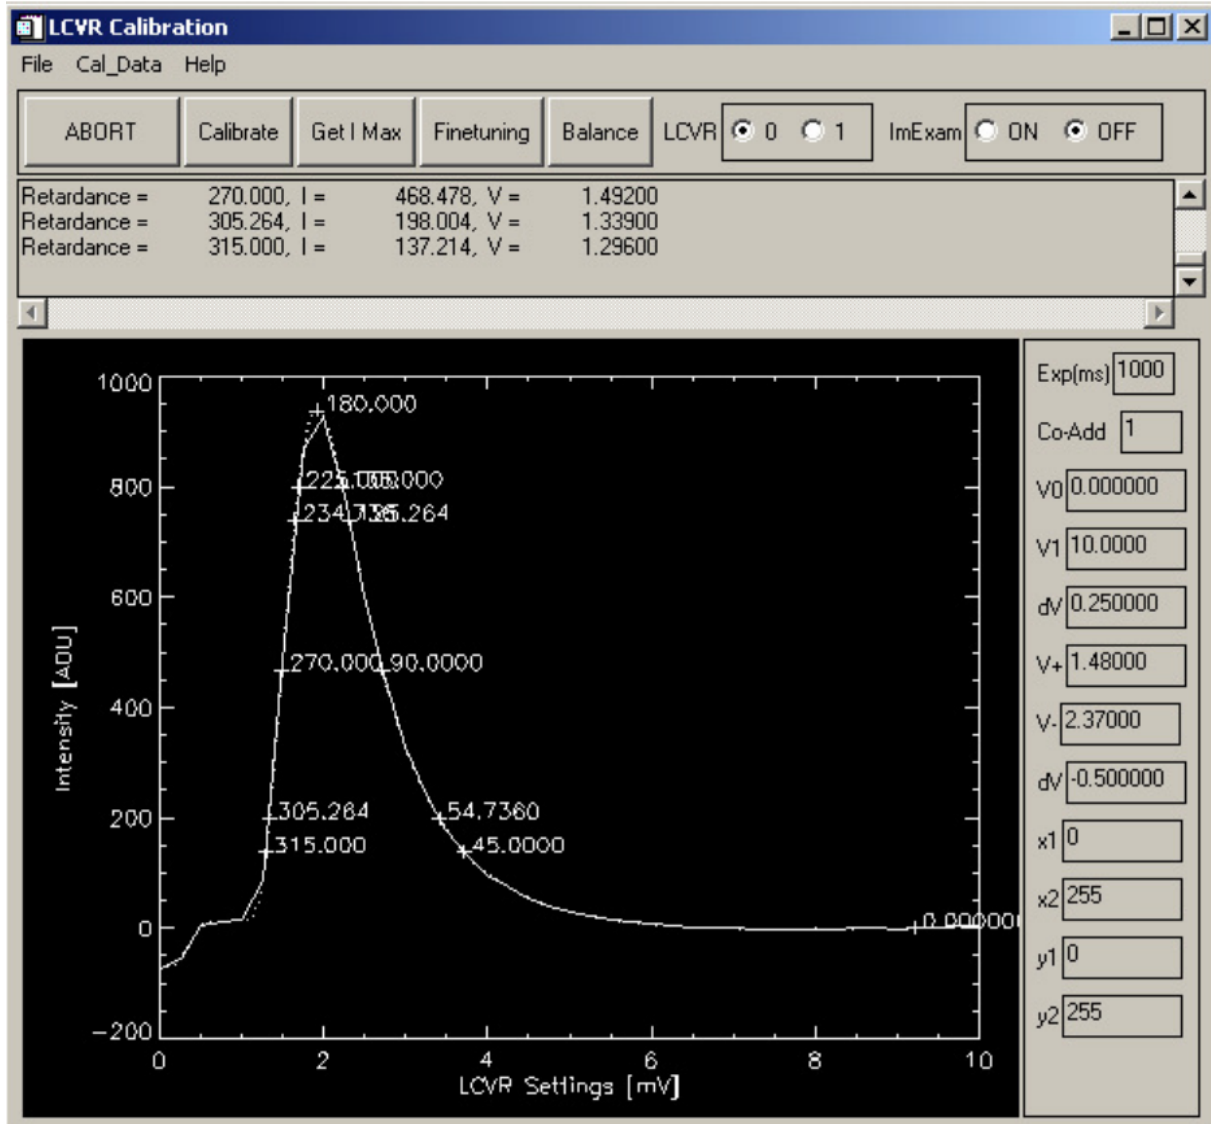 LCVR Calibration
File Cal_Data Help
ABORT Calibrate Get I Max Finetuning Balance LCVR 0 1 ImExam ON OFF
Retardance = 270.000, I = 468.478, V = 1.49200
Retardance = 305.264, I = 198.004, V = 1.33900
Retardance = 315.000, I = 137.214, V = 1.29600
1000
180.000
800
600
270.000 90.0000
400
305.264 54.7360
200
315.000 45.0000
0
-200
0 2 4 6 8 10
LCVR Settings [mV]
Intensity [ADU]
Exp(ms) 1000
Co-Add 1
V0 0.000000
V1 10.0000
dV 0.250000
V+ 1.48000
V- 2.37000
dV -0.500000
x1 0
x2 255
y1 0
y2 255